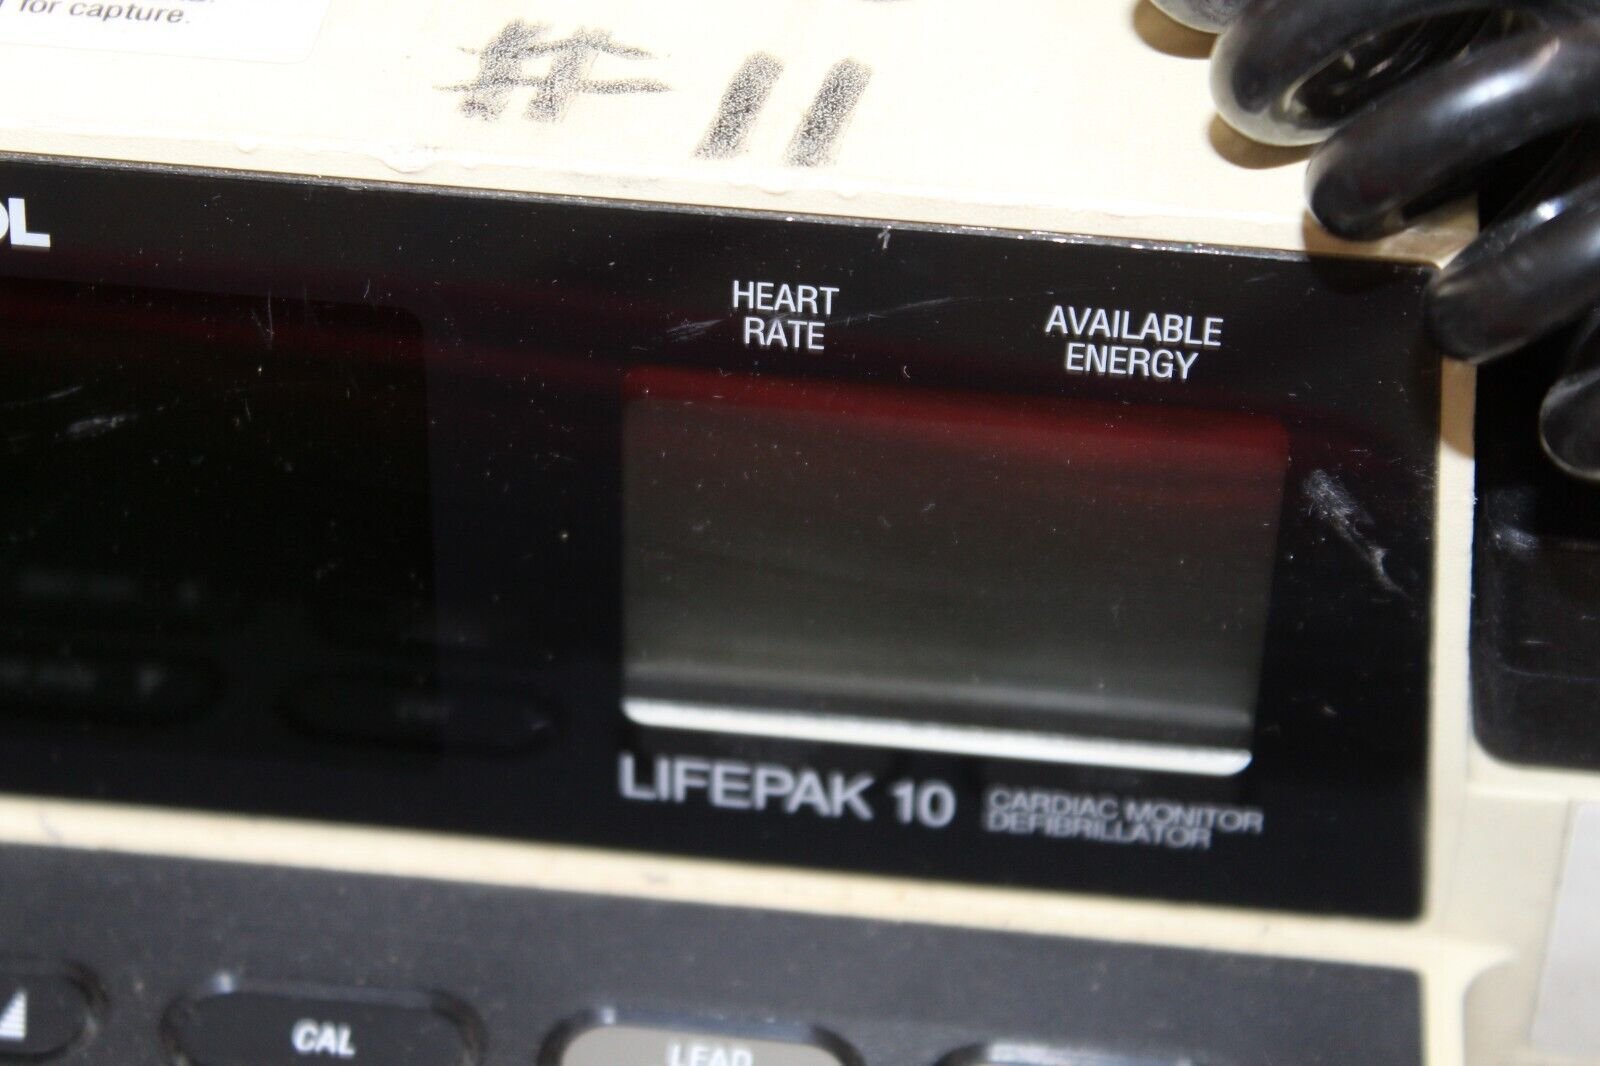 for capture.
# 11
OL
HEART
RATE
AVAILABLE
ENERGY
LIFEPAK 10
CARDIAC MONITOR
DEFIBRILLATOR
CAL
LEAD